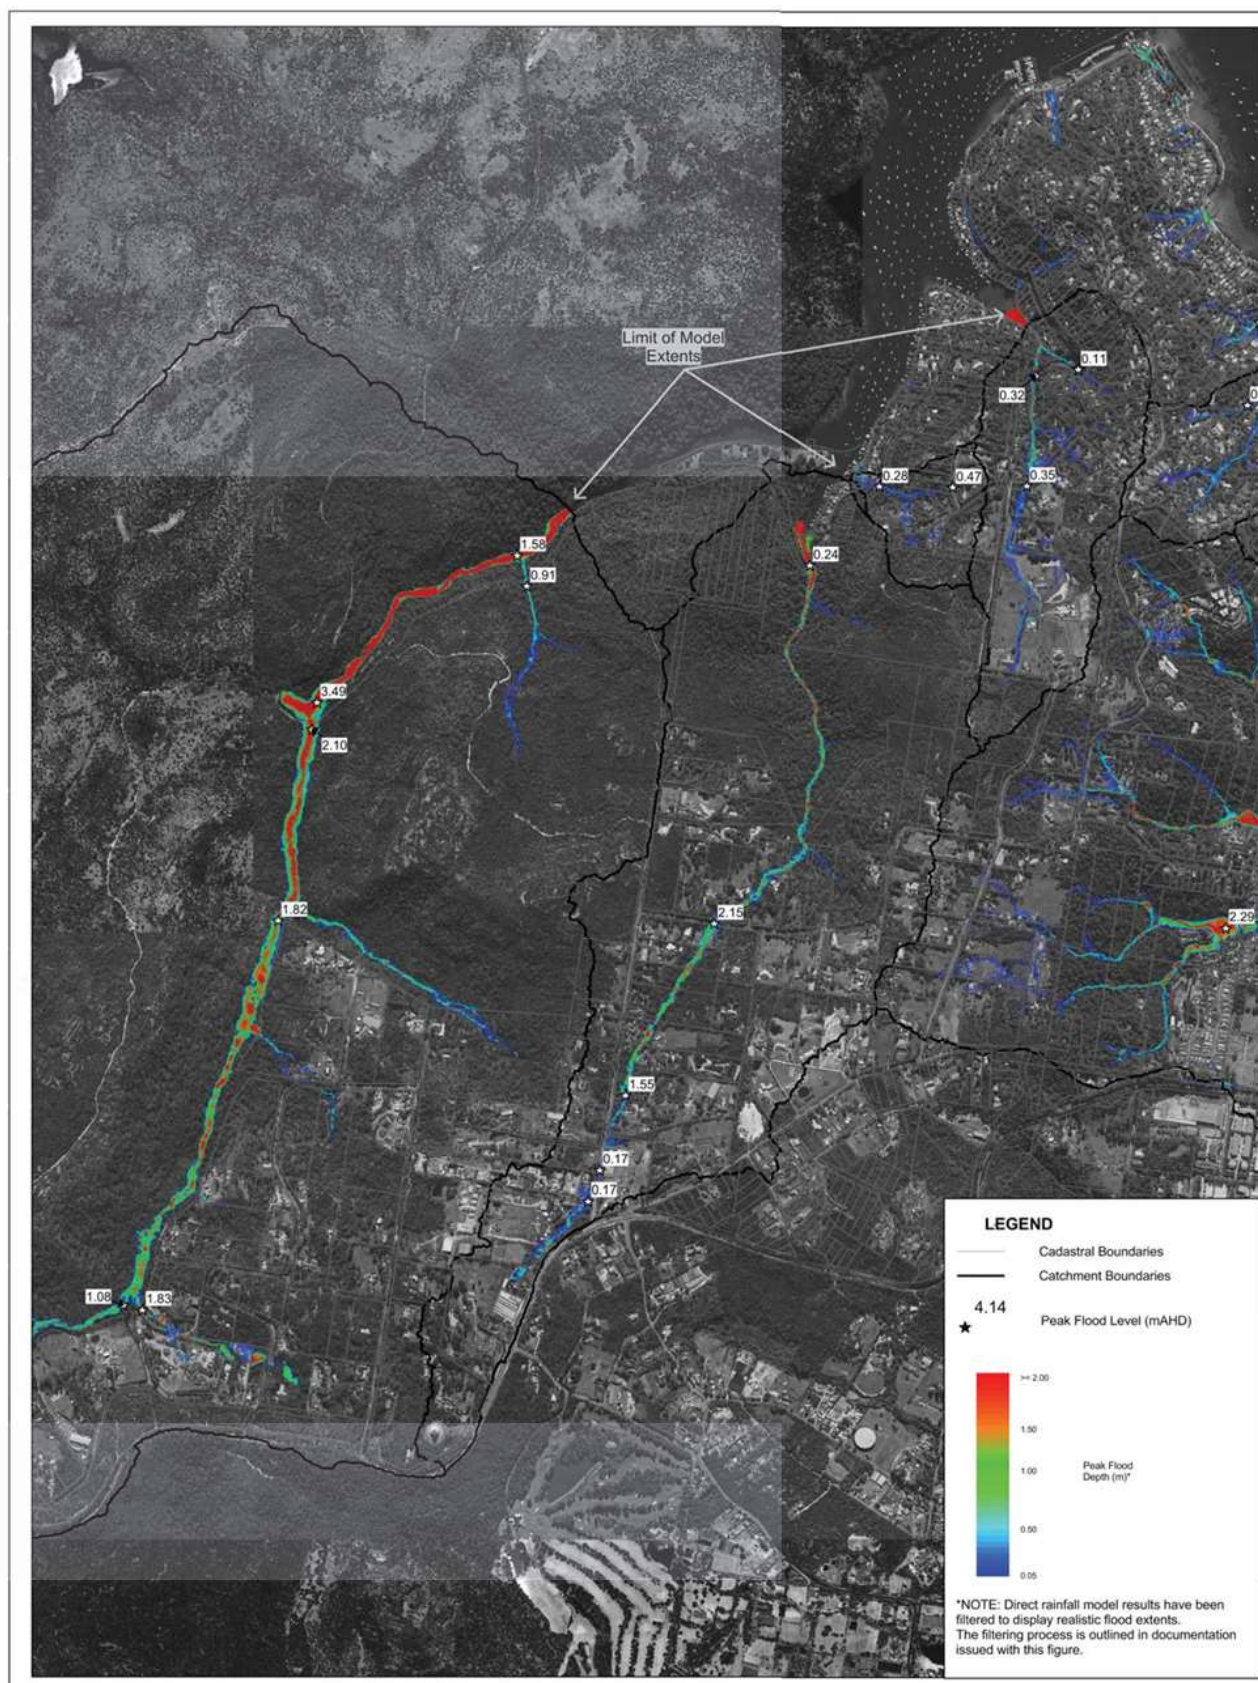 Limit of Model
Extents
0.11
0.32
0.28
0.47
0.35
1.58
0.24
0.91
3.49
2.10
1.82
2.15
2.29
1.55
0.17
0.17
1.08
1.83
LEGEND
Cadastral Boundaries
Catchment Boundaries
4.14
Peak Flood Level (mAHD)
>= 2.00
1.50
1.00
Peak Flood
Depth (m)*
0.50
0.05
*NOTE: Direct rainfall model results have been
filtered to display realistic flood extents.
The filtering process is outlined in documentation
issued with this figure.